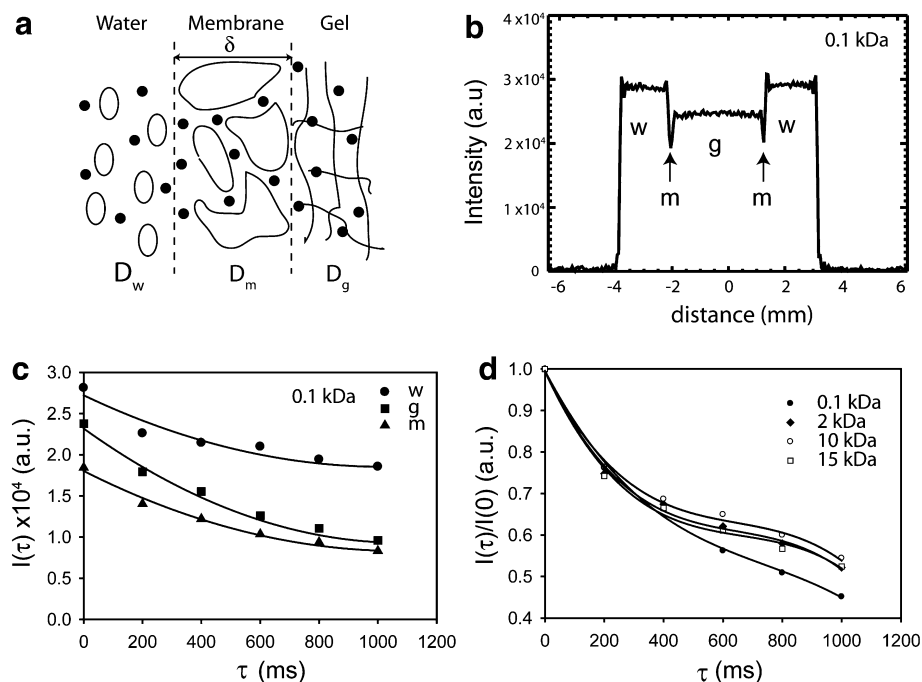 a
Water Membrane Gel
δ
Dw Dm Dg
b
0.1 kDa
4 x10⁴
3 x10⁴
2 x10⁴
1 x10⁴
0
Intensity (a.u)
w m g m w
-6 -4 -2 0 2 4 6
distance (mm)
c
0.1 kDa
w
g
m
3.0
2.5
2.0
1.5
1.0
0.5
0.0
I(τ) x10⁴ (a.u.)
0 200 400 600 800 1000 1200
τ (ms)
d
0.1 kDa
2 kDa
10 kDa
15 kDa
1.0
0.9
0.8
0.7
0.6
0.5
0.4
I(τ)/I(0) (a.u.)
0 200 400 600 800 1000 1200
τ (ms)